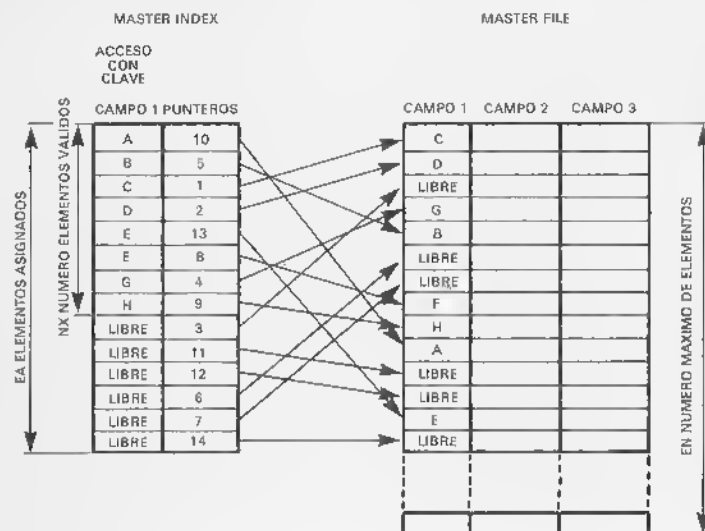 MASTER INDEX
MASTER FILE
ACCESO
CON
CLAVE
CAMPO 1 PUNTEROS
CAMPO 1 CAMPO 2 CAMPO 3
EA ELEMENTOS ASIGNADOS
NX NUMERO ELEMENTOS VALIDOS
A 10
B 5
C 1
D 2
E 13
E 8
G 4
H 9
LIBRE 3
LIBRE 11
LIBRE 12
LIBRE 6
LIBRE 7
LIBRE 14
C
D
LIBRE
G
B
LIBRE
LIBRE
F
H
A
LIBRE
LIBRE
E
LIBRE
EN NUMERO MAXIMO DE ELEMENTOS